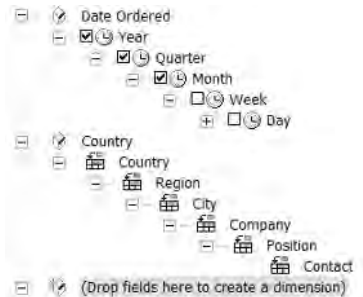 Date Ordered
Year
Quarter
Month
Week
Day
Country
Country
Region
City
Company
Position
Contact
(Drop fields here to create a dimension)